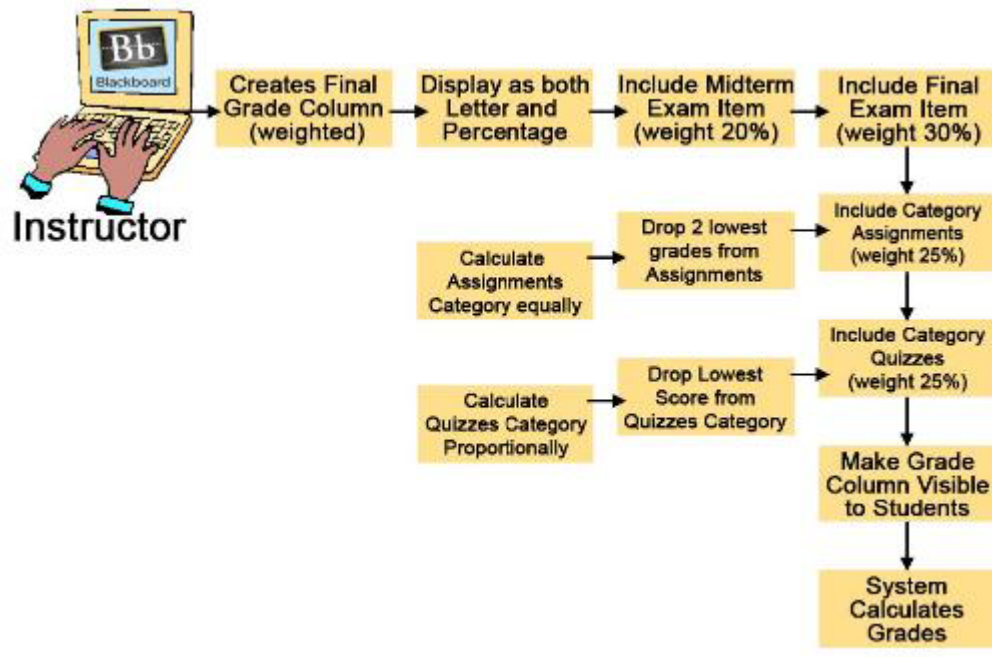 Bb
Blackboard
Instructor
Creates Final
Grade Column
(weighted)
Display as both
Letter and
Percentage
Include Midterm
Exam Item
(weight 20%)
Include Final
Exam Item
(weight 30%)
Calculate
Assignments
Category equally
Drop 2 lowest
grades from
Assignments
Include Category
Assignments
(weight 25%)
Calculate
Quizzes Category
Proportionally
Drop Lowest
Score from
Quizzes Category
Include Category
Quizzes
(weight 25%)
Make Grade
Column Visible
to Students
System
Calculates
Grades